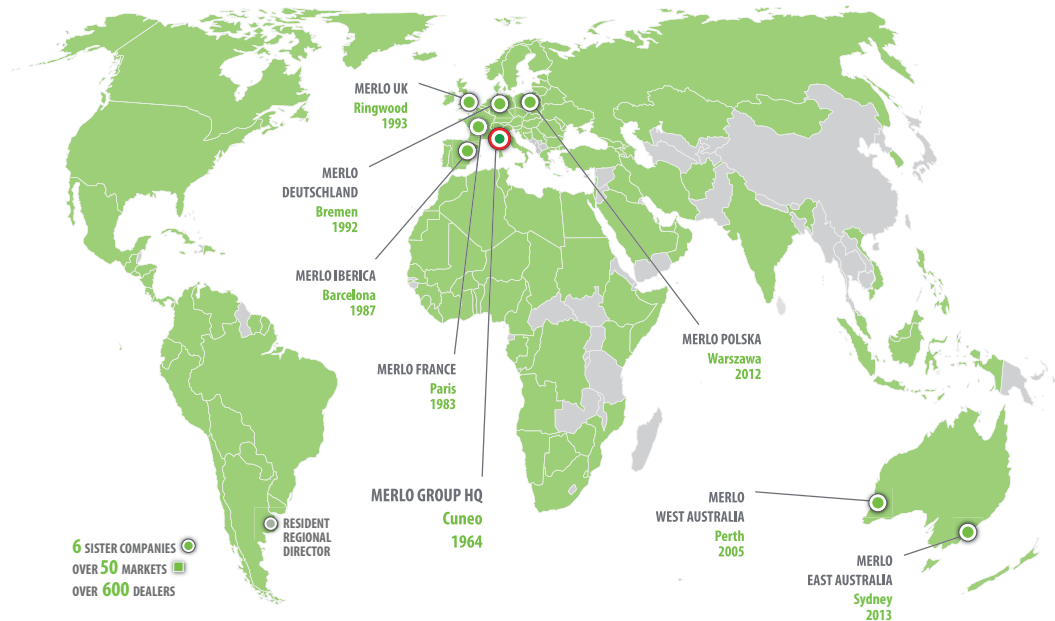 MERLO UK
Ringwood
1993
MERLO
DEUTSCHLAND
Bremen
1992
MERLO IBERICA
Barcelona
1987
MERLO FRANCE
Paris
1983
MERLO GROUP HQ
Cuneo
1964
MERLO POLSKA
Warszawa
2012
MERLO
WEST AUSTRALIA
Perth
2005
MERLO
EAST AUSTRALIA
Sydney
2013
RESIDENT
REGIONAL
DIRECTOR
6 SISTER COMPANIES
OVER 50 MARKETS
OVER 600 DEALERS